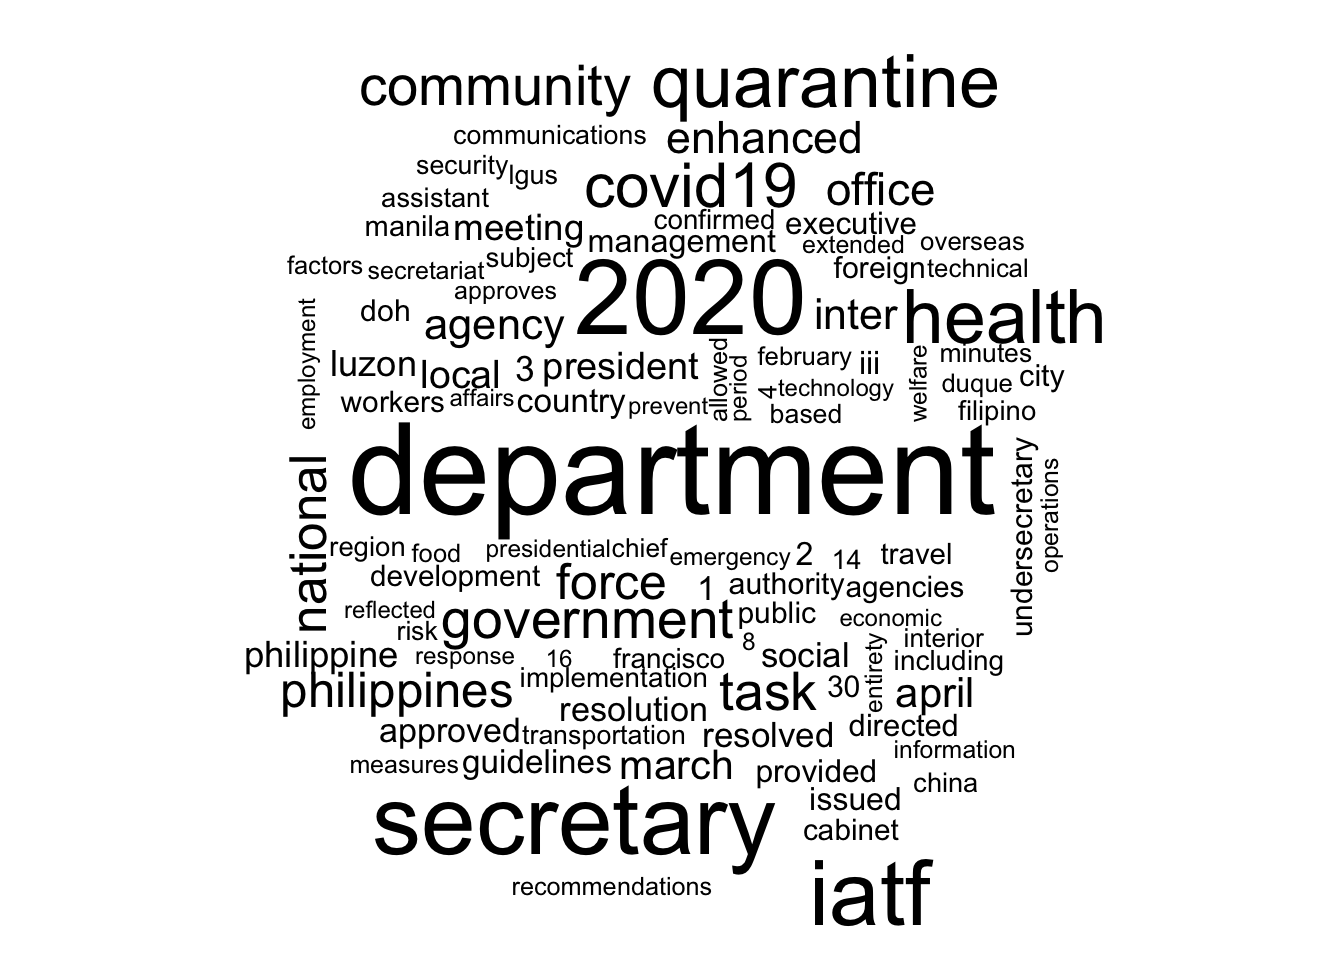 community quarantine
communications enhanced
security lgus covid19 office
assistant
manila meeting confirmed executive
management extended overseas
factors secretariat subject 2020 foreign technical
approves
doh agency inter health
employment
luzon local 3 president allowed period february iii welfare minutes
4 technology duque city
workers affairs country prevent based filipino
department
national undersecretary operations
region food presidential chief emergency 2 14 travel
development force 1 authority agencies
reflected government public economic
risk 8 interior
philippine response 16 francisco social entirety including
philippines implementation task 30 april
resolution
approved transportation resolved directed
measures guidelines march provided information
china
secretary issued
cabinet
recommendations iatf